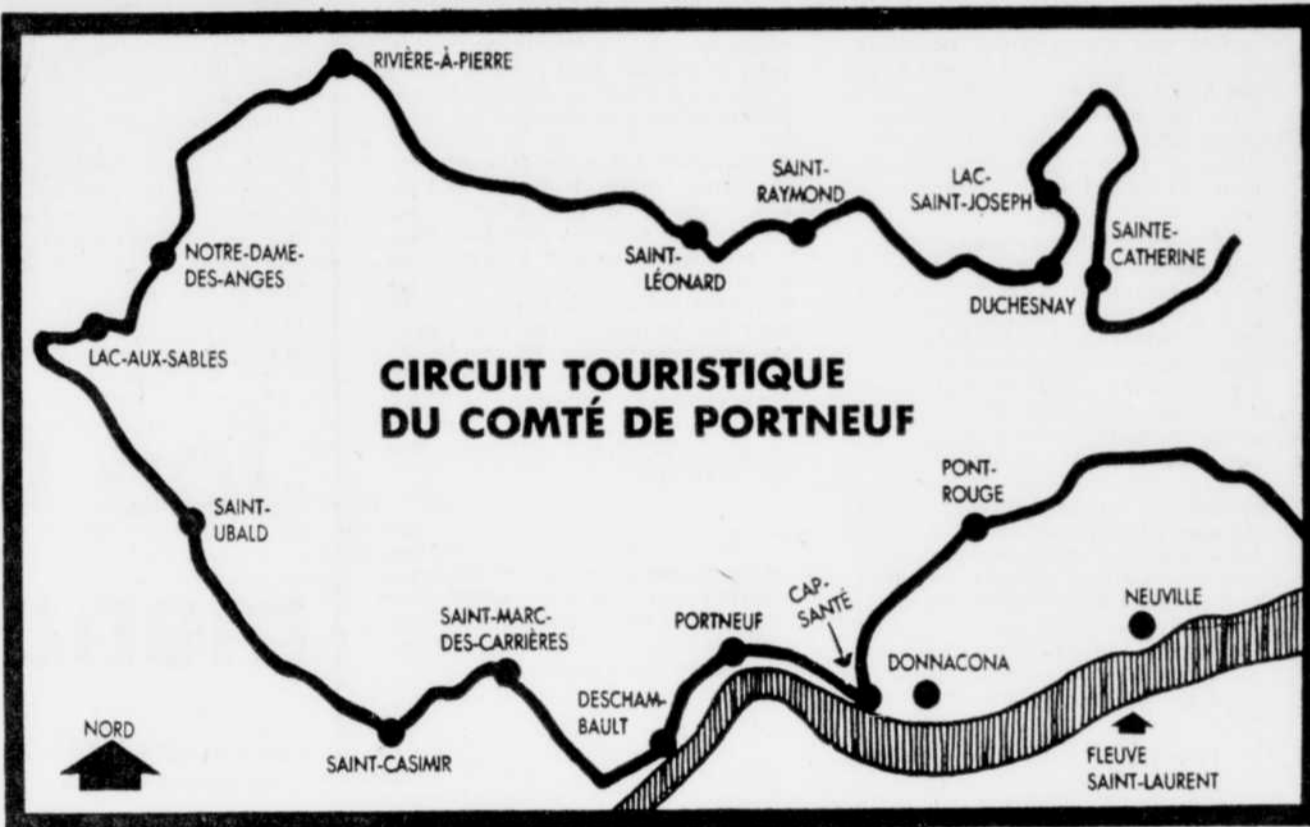 RIVIÈRE-À-PIERRE
SAINT-
RAYMOND
LAC-
SAINT-JOSEPH
SAINTE-
CATHERINE
NOTRE-DAME-
DES-ANGES
SAINT-
LÉONARD
DUCHESNAY
LAC-AUX-SABLES
CIRCUIT TOURISTIQUE
DU COMTÉ DE PORTNEUF
PONT-
ROUGE
SAINT-
UBALD
CAP-
SANTÉ
NEUVILLE
SAINT-MARC-
DES-CARRIÈRES
PORTNEUF
DONNACONA
DESCHAM-
BAULT
NORD
SAINT-CASIMIR
FLEUVE
SAINT-LAURENT